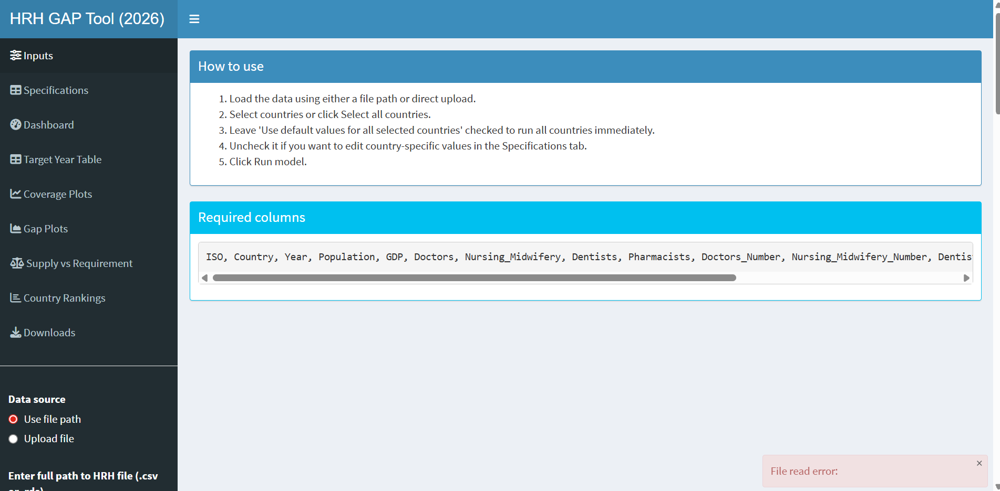 HRH GAP Tool (2026)
Inputs
Specifications
Dashboard
Target Year Table
Coverage Plots
Gap Plots
Supply vs Requirement
Country Rankings
Downloads
Data source
Use file path
Upload file
Enter full path to HRH file (.csv
or .rds)
How to use
1. Load the data using either a file path or direct upload.
2. Select countries or click Select all countries.
3. Leave 'Use default values for all selected countries' checked to run all countries immediately.
4. Uncheck it if you want to edit country-specific values in the Specifications tab.
5. Click Run model.
Required columns
ISO, Country, Year, Population, GDP, Doctors, Nursing_Midwifery, Dentists, Pharmacists, Doctors_Number, Nursing_Midwifery_Number, Dentis
File read error:
×